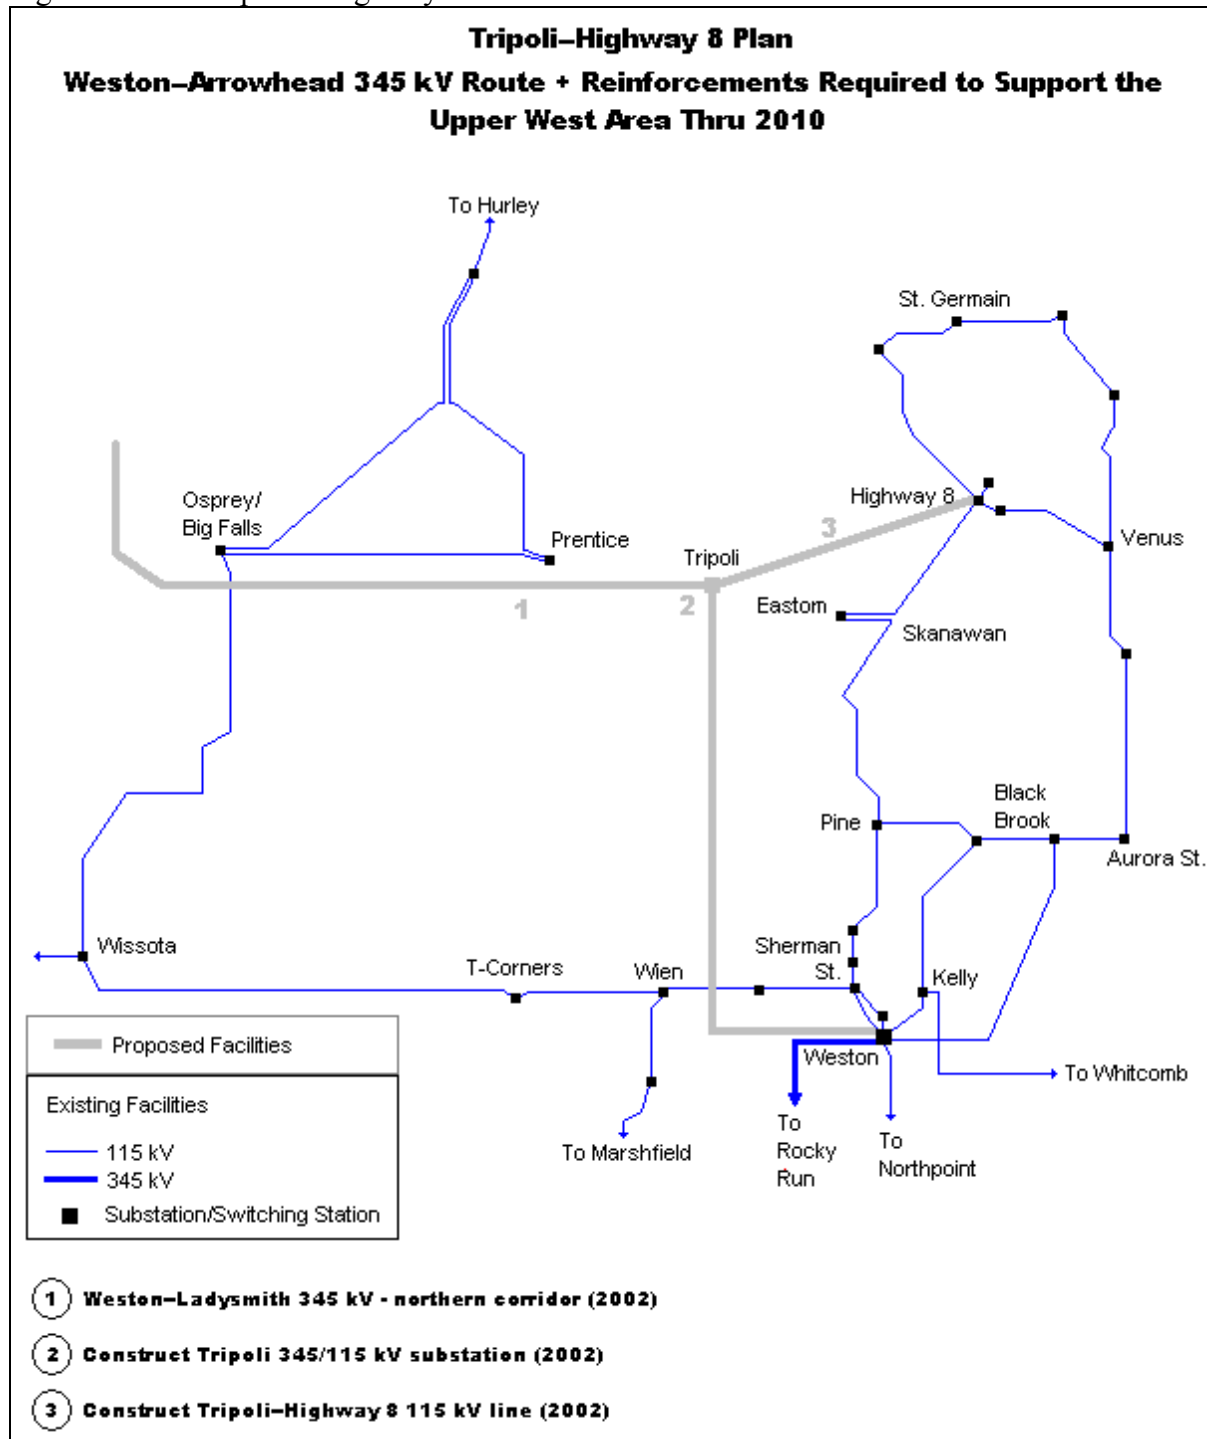 Tripoli–Highway 8 Plan
Weston–Arrowhead 345 kV Route + Reinforcements Required to Support the
Upper West Area Thru 2010
To Hurley
St. Germain
Osprey/
Big Falls
Prentice
Highway 8
3
Tripoli
Venus
1
2
Eastom
Skanawan
Pine
Black
Brook
Aurora St.
Wissota
T-Corners
Wien
Sherman
St.
Kelly
Weston
To Whitcomb
To Marshfield
To
Rocky
Run
To
Northpoint
Proposed Facilities
Existing Facilities
115 kV
345 kV
Substation/Switching Station
1 Weston–Ladysmith 345 kV - northern corridor (2002)
2 Construct Tripoli 345/115 kV substation (2002)
3 Construct Tripoli–Highway 8 115 kV line (2002)